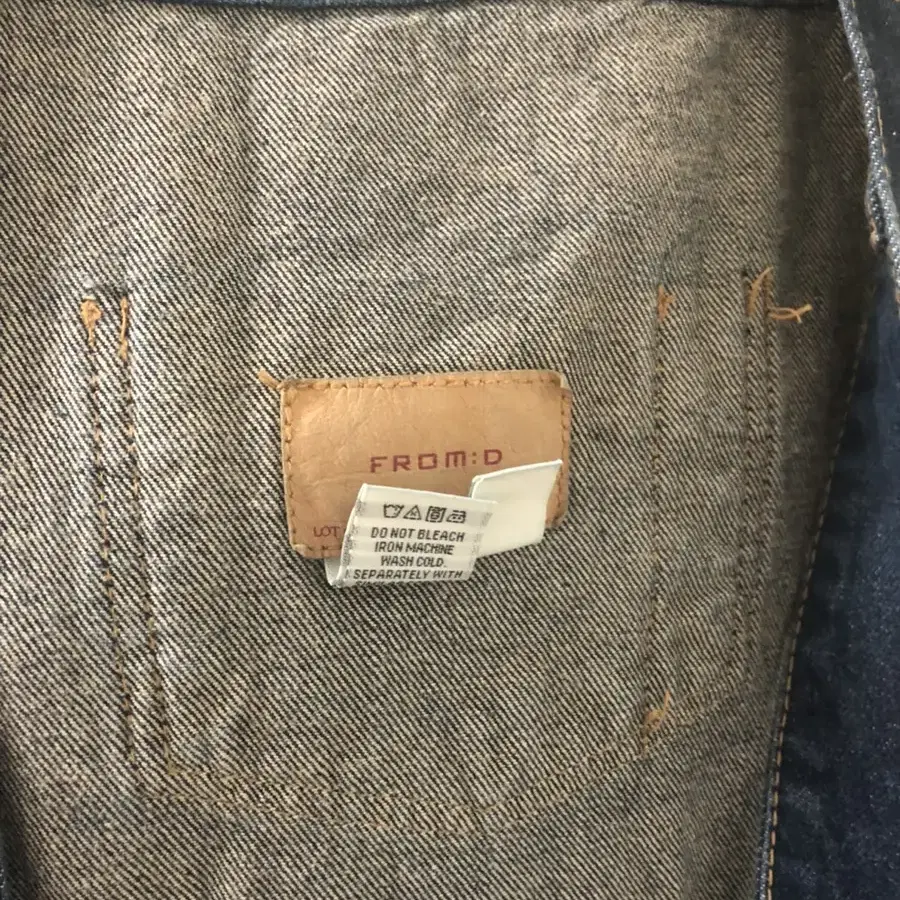 FROM:D
LOT
DO NOT BLEACH
IRON MACHINE
WASH COLD.
SEPARATELY WITH